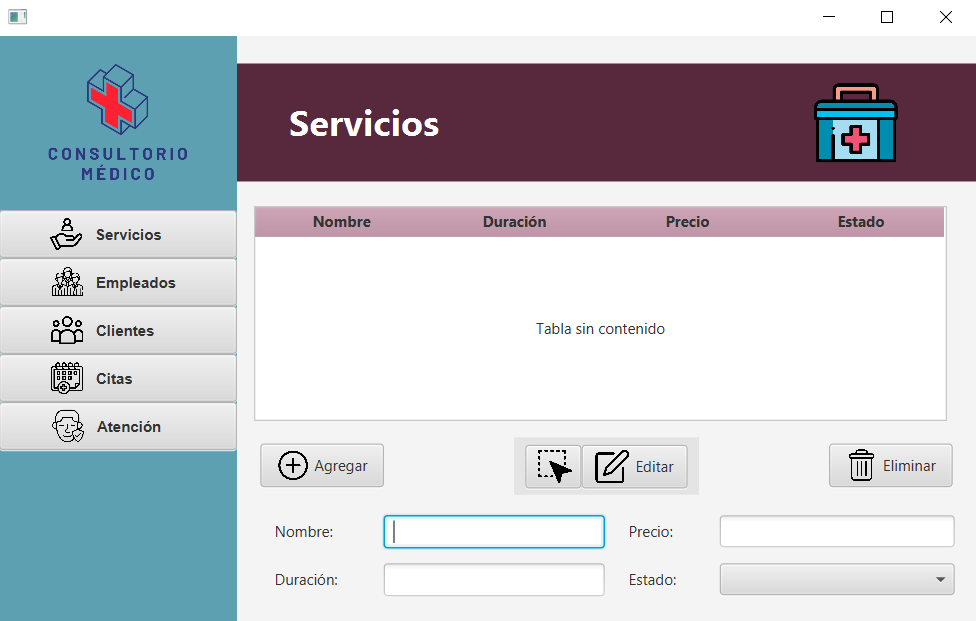 CONSULTORIO
MÉDICO
Servicios
Empleados
Clientes
Citas
Atención
Servicios
Nombre Duración Precio Estado
Tabla sin contenido
Agregar Editar Eliminar
Nombre: Precio:
Duración: Estado: